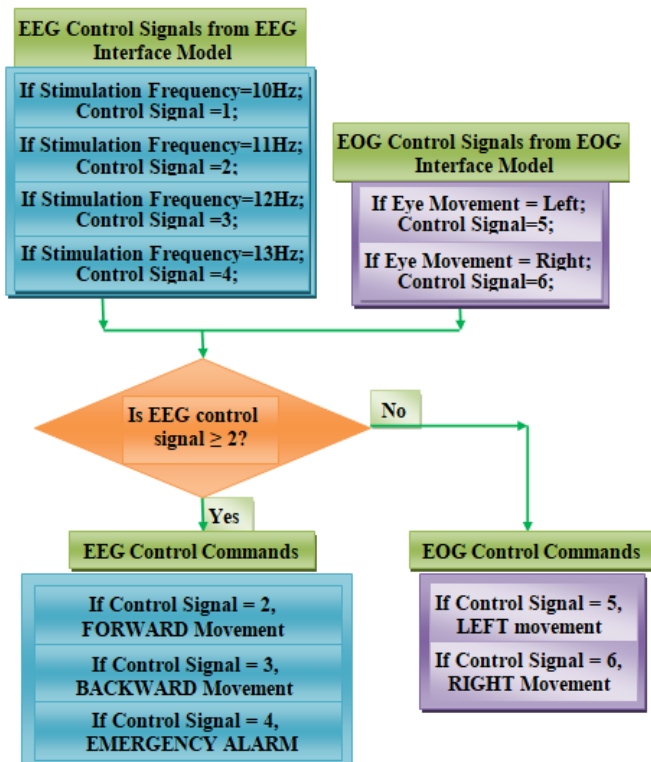 EEG Control Signals from EEG
Interface Model
If Stimulation Frequency=10Hz;
Control Signal =1;
If Stimulation Frequency=11Hz;
Control Signal =2;
If Stimulation Frequency=12Hz;
Control Signal =3;
If Stimulation Frequency=13Hz;
Control Signal =4;
EOG Control Signals from EOG
Interface Model
If Eye Movement = Left;
Control Signal=5;
If Eye Movement = Right;
Control Signal=6;
Is EEG control
signal ≥ 2?
No
Yes
EEG Control Commands
If Control Signal = 2,
FORWARD Movement
If Control Signal = 3,
BACKWARD Movement
If Control Signal = 4,
EMERGENCY ALARM
EOG Control Commands
If Control Signal = 5,
LEFT movement
If Control Signal = 6,
RIGHT Movement